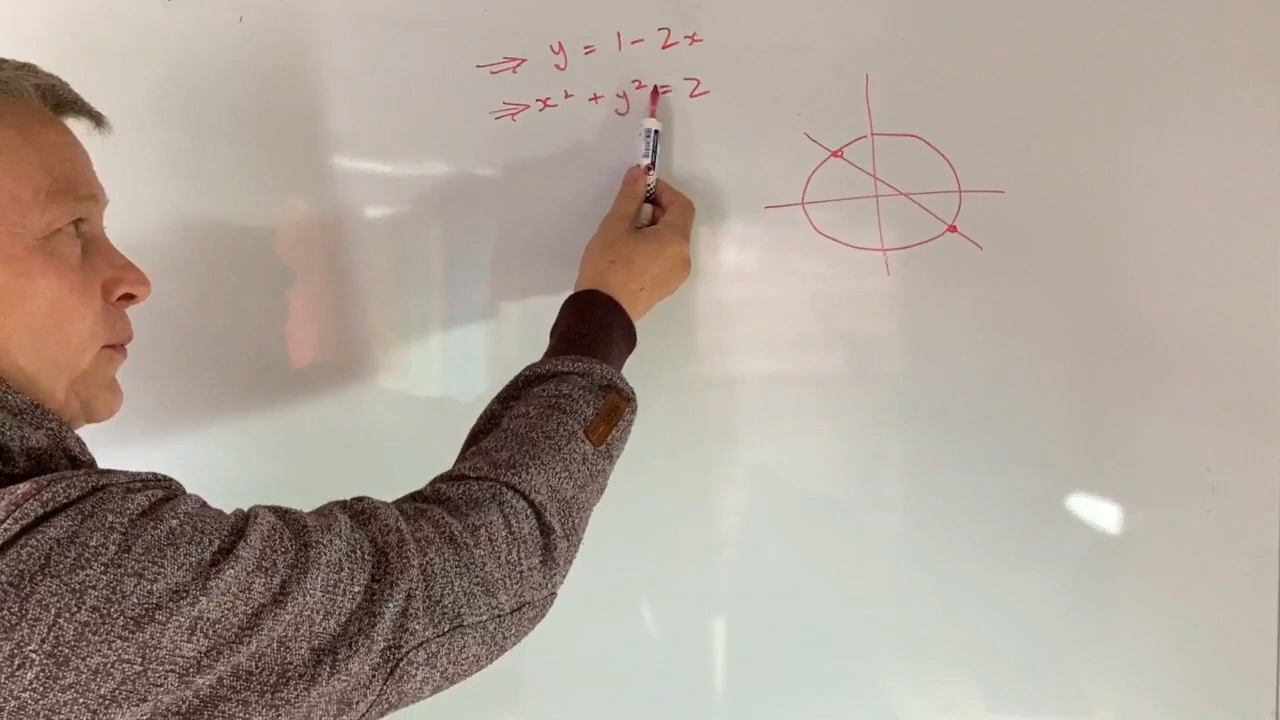 ⇒ y = 1 - 2x
⇒ x² + y² = 2